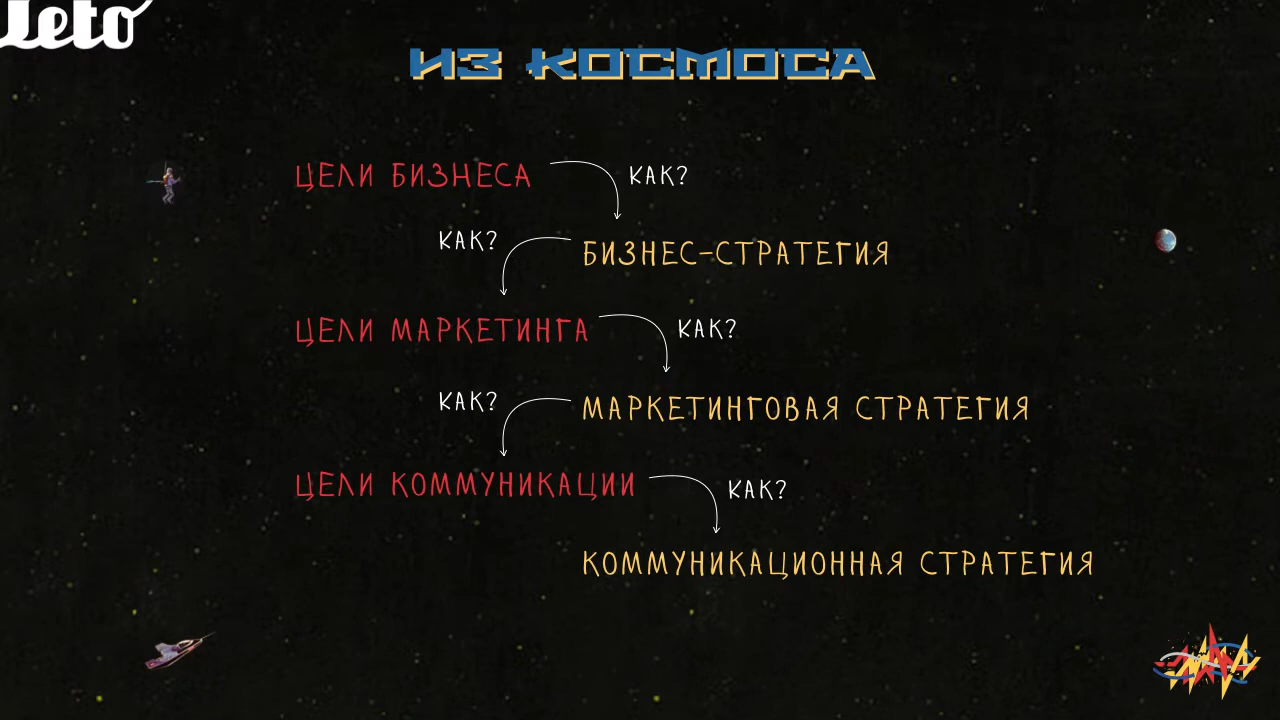 Leto
ИЗ КОСМОСА
ЦЕЛИ БИЗНЕСА
КАК?
КАК?
БИЗНЕС-СТРАТЕГИЯ
ЦЕЛИ МАРКЕТИНГА
КАК?
КАК?
МАРКЕТИНГОВАЯ СТРАТЕГИЯ
ЦЕЛИ КОММУНИКАЦИИ
КАК?
КОММУНИКАЦИОННАЯ СТРАТЕГИЯ